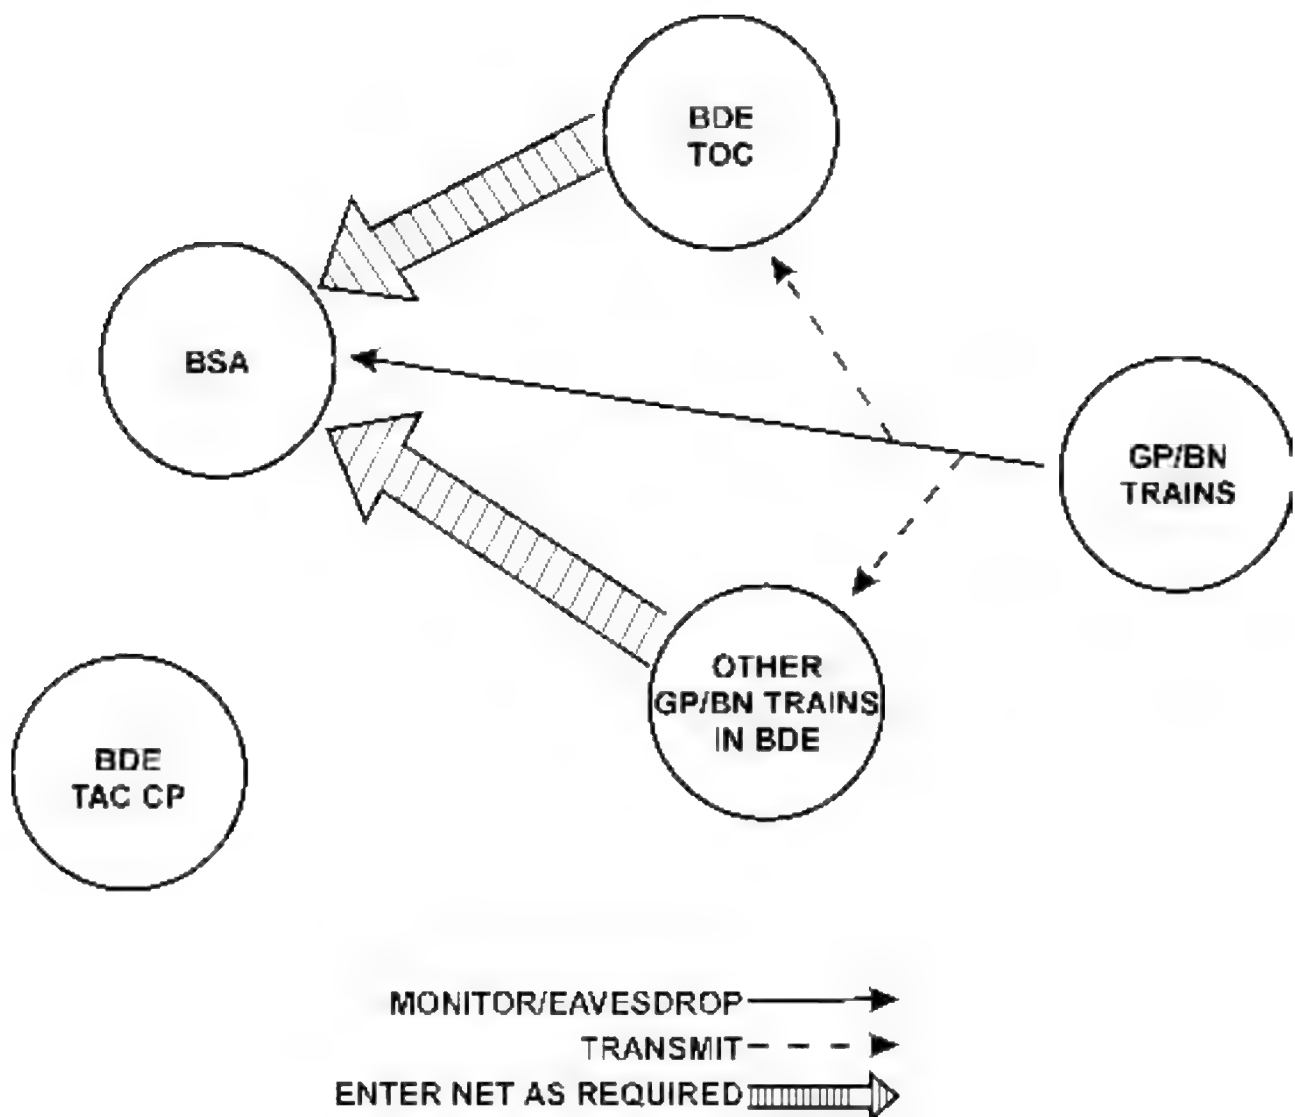 BDE
TOC
BSA
GP/BN
TRAINS
OTHER
GP/BN TRAINS
IN BDE
BDE
TAC CP
MONITOR/EAVESDROP
TRANSMIT
ENTER NET AS REQUIRED